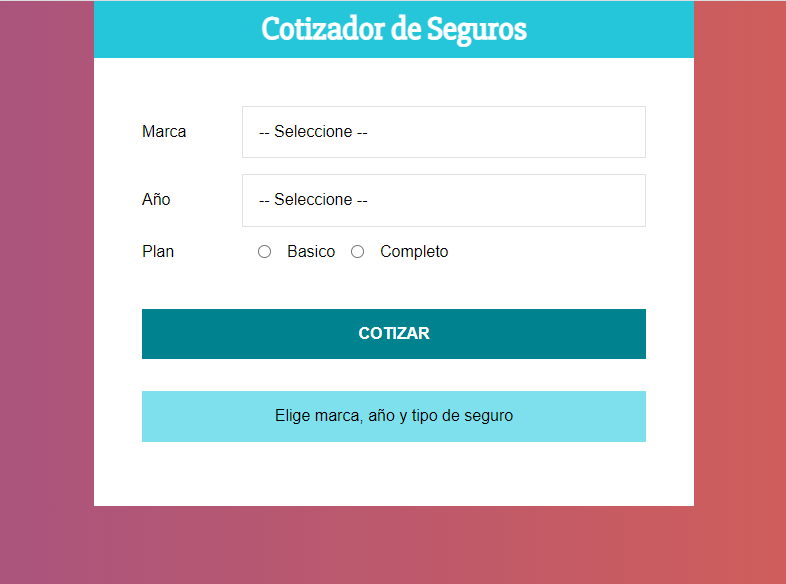 Cotizador de Seguros
Marca
-- Seleccione --
Año
-- Seleccione --
Plan Basico Completo
COTIZAR
Elige marca, año y tipo de seguro